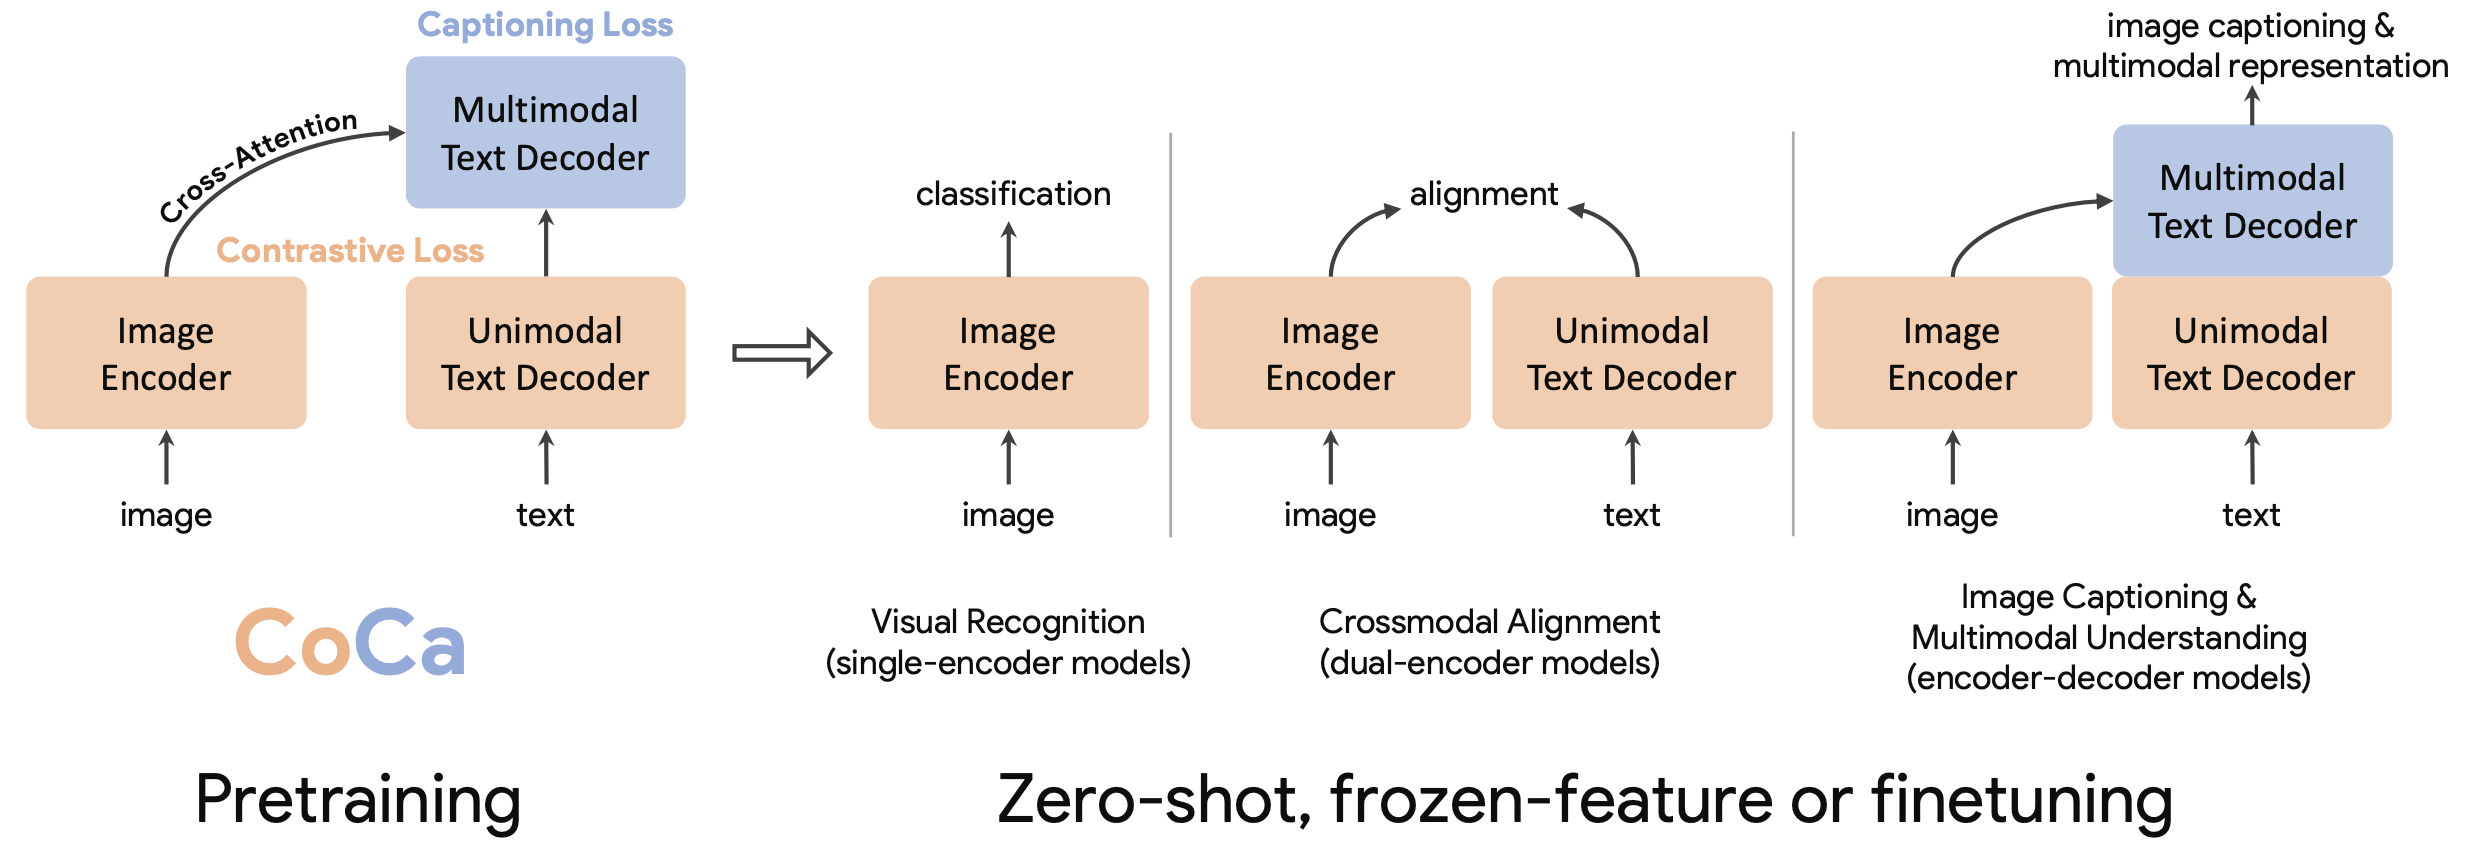 Captioning Loss
Multimodal
Text Decoder
Cross-Attention
Contrastive Loss
Image
Encoder
Unimodal
Text Decoder
image
text
CoCa
Pretraining
classification
Image
Encoder
image
Visual Recognition
(single-encoder models)
alignment
Image
Encoder
Unimodal
Text Decoder
image
text
Crossmodal Alignment
(dual-encoder models)
image captioning &
multimodal representation
Multimodal
Text Decoder
Image
Encoder
Unimodal
Text Decoder
image
text
Image Captioning &
Multimodal Understanding
(encoder-decoder models)
Zero-shot, frozen-feature or finetuning